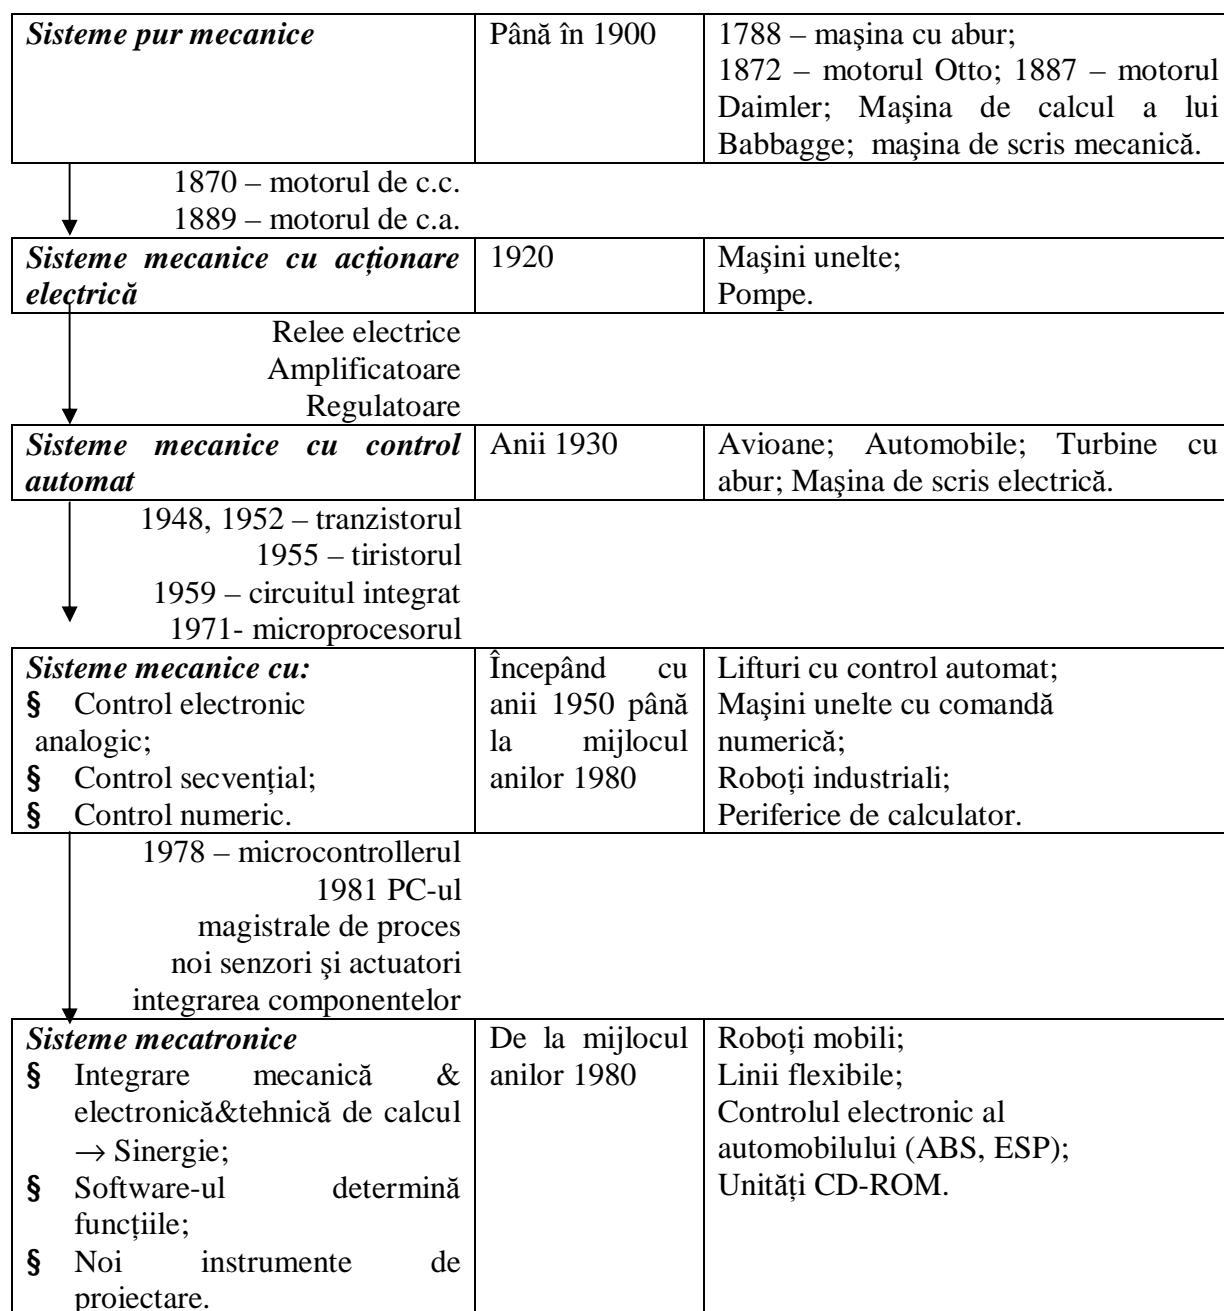 Sisteme pur mecanice
Până în 1900
1788 – maşina cu abur;
1872 – motorul Otto; 1887 – motorul
Daimler; Maşina de calcul a lui
Babbagge; maşina de scris mecanică.
1870 – motorul de c.c.
1889 – motorul de c.a.
Sisteme mecanice cu acţionare
electrică
1920
Maşini unelte;
Pompe.
Relee electrice
Amplificatoare
Regulatoare
Sisteme mecanice cu control
automat
Anii 1930
Avioane; Automobile; Turbine cu
abur; Maşina de scris electrică.
1948, 1952 – tranzistorul
1955 – tiristorul
1959 – circuitul integrat
1971- microprocesorul
Sisteme mecanice cu:
§ Control electronic
analogic;
§ Control secvenţial;
§ Control numeric.
Începând cu
anii 1950 până
la mijlocul
anilor 1980
Lifturi cu control automat;
Maşini unelte cu comandă
numerică;
Roboţi industriali;
Periferice de calculator.
1978 – microcontrollerul
1981 PC-ul
magistrale de proces
noi senzori şi actuatori
integrarea componentelor
Sisteme mecatronice
§ Integrare mecanică &
electronică&tehnică de calcul
→ Sinergie;
§ Software-ul determină
funcţiile;
§ Noi instrumente de
proiectare.
De la mijlocul
anilor 1980
Roboţi mobili;
Linii flexibile;
Controlul electronic al
automobilului (ABS, ESP);
Unităţi CD-ROM.